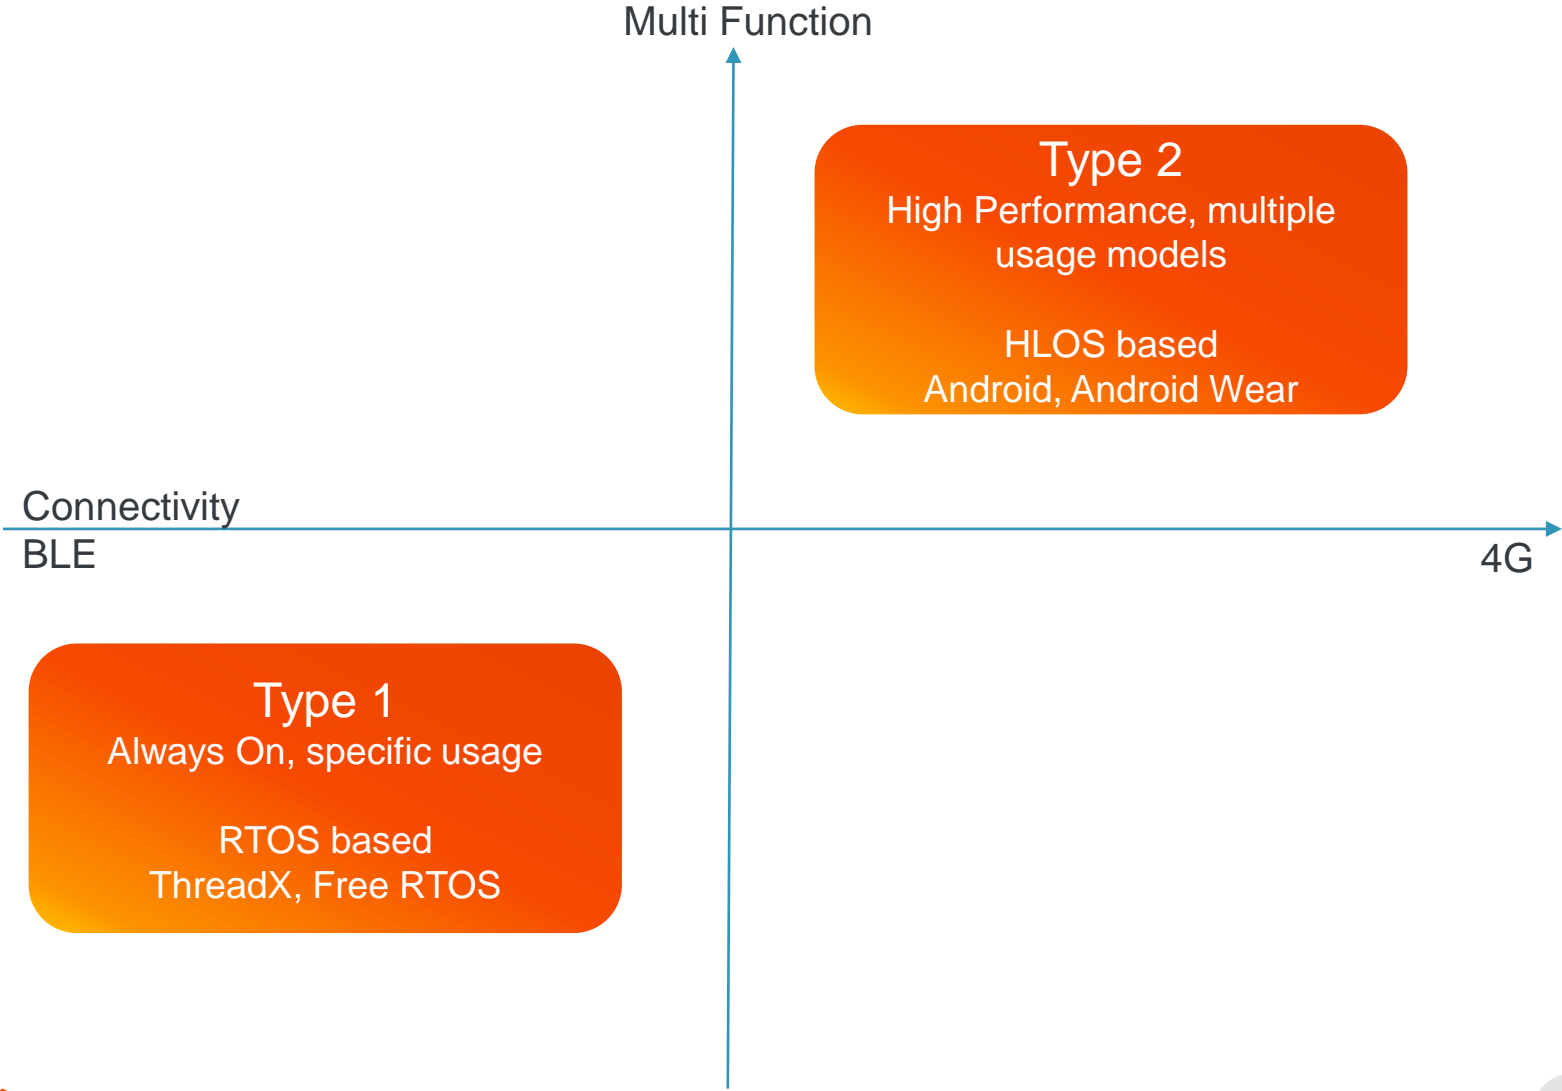 Multi Function
Type 2
High Performance, multiple
usage models
HLOS based
Android, Android Wear
Connectivity
BLE
4G
Type 1
Always On, specific usage
RTOS based
ThreadX, Free RTOS